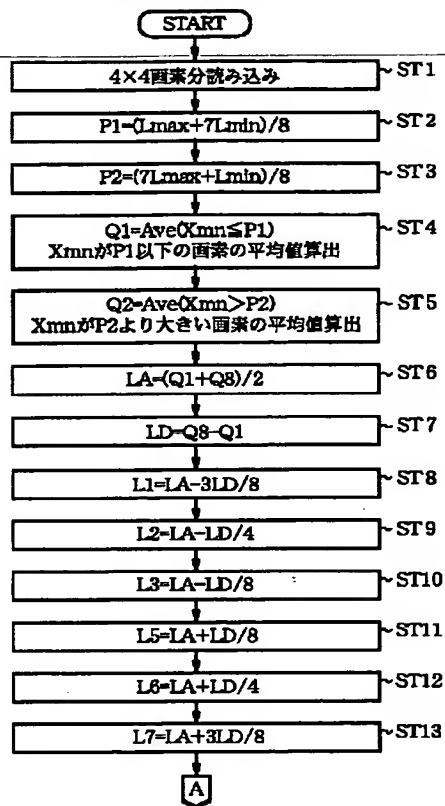 START
4×4画素分読み込み
~ST1
P1=(Lmax+7Lmin)/8
~ST2
P2=(7Lmax+Lmin)/8
~ST3
Q1=Ave(Xmn≦P1)
XmnがP1以下の画素の平均値算出
~ST4
Q2=Ave(Xmn>P2)
XmnがP2より大きい画素の平均値算出
~ST5
LA=(Q1+Q8)/2
~ST6
LD=Q8-Q1
~ST7
L1=LA-3LD/8
~ST8
L2=LA-LD/4
~ST9
L3=LA-LD/8
~ST10
L5=LA+LD/8
~ST11
L6=LA+LD/4
~ST12
L7=LA+3LD/8
~ST13
A